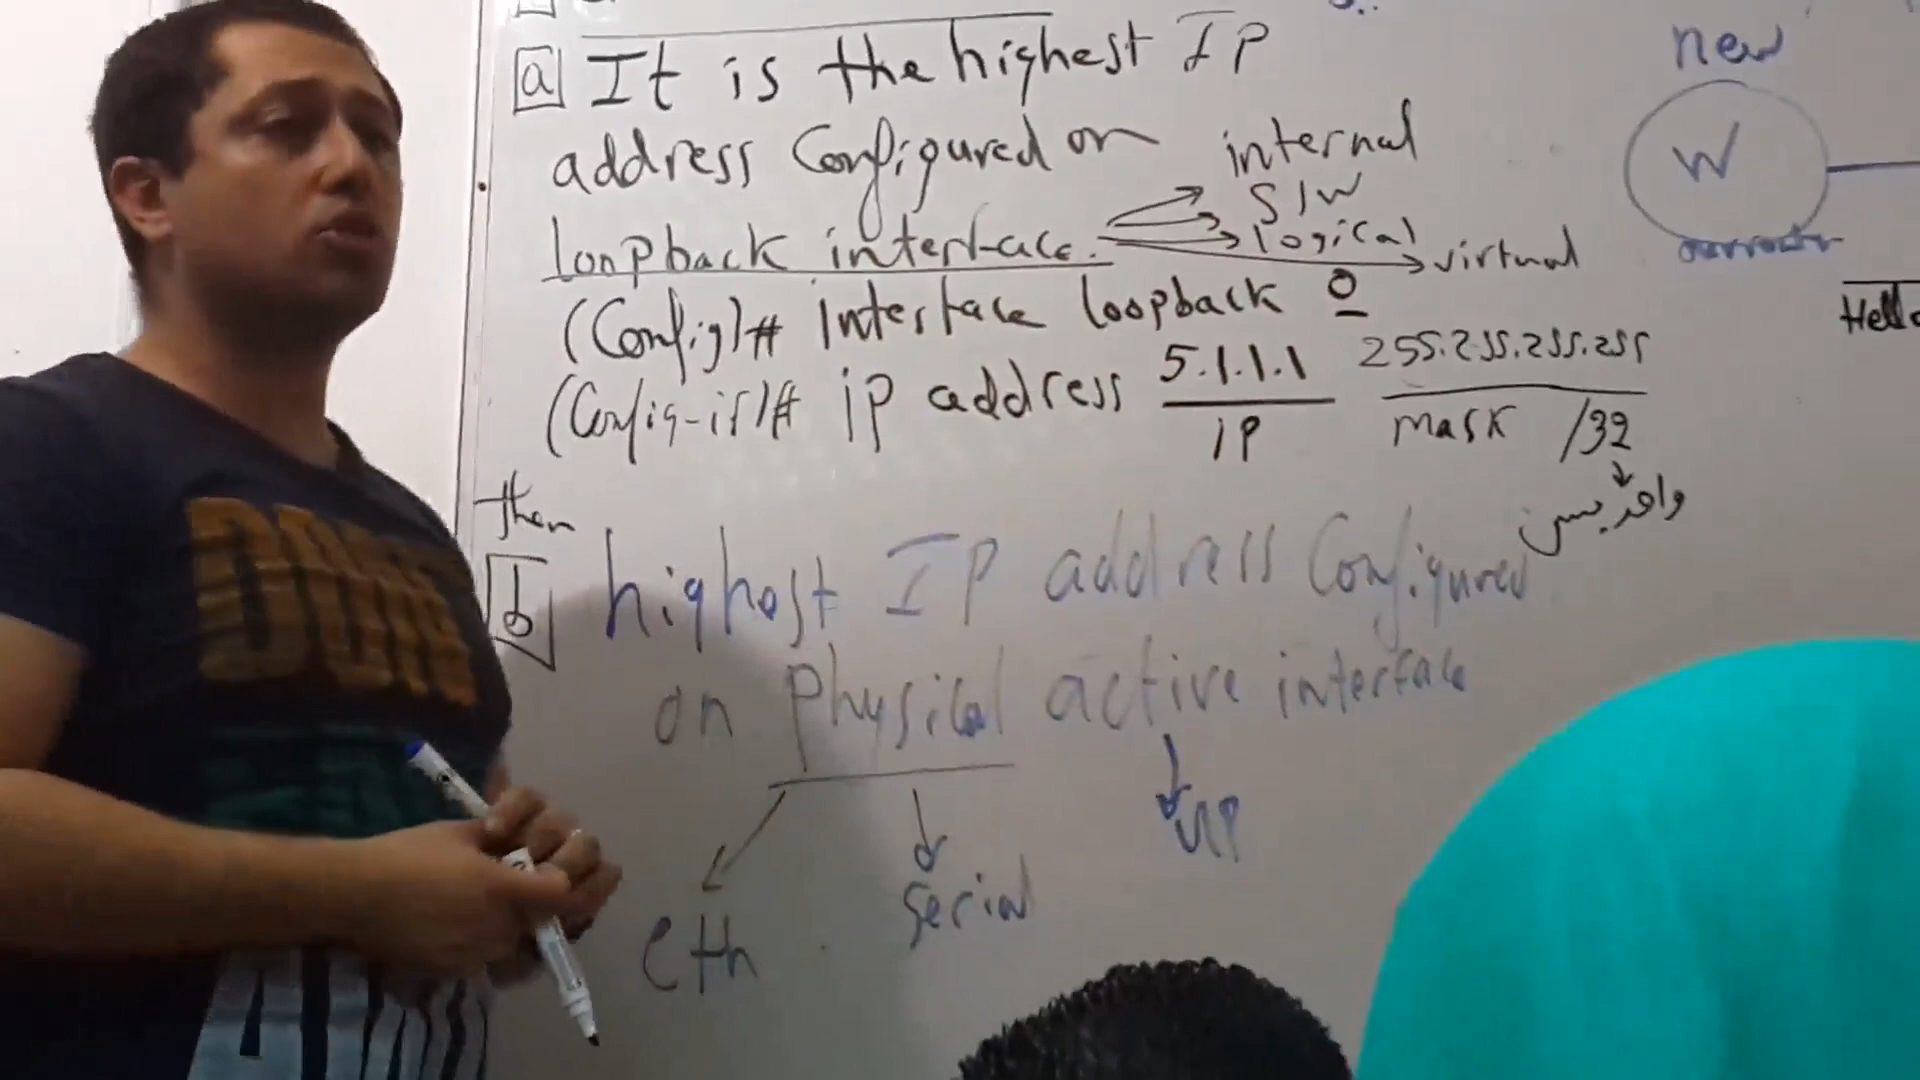 a It is the highest IP
address Configured on
loopback interface.
internal
S/W
logical
virtual
(Config)# interface loopback 0
(Config-if)# ip address 5.1.1.1 255.255.255.255
ip mask /32
واحد بس
then
b highest IP address Configured
on Physical active interface
eth serial up
new
W
Hello